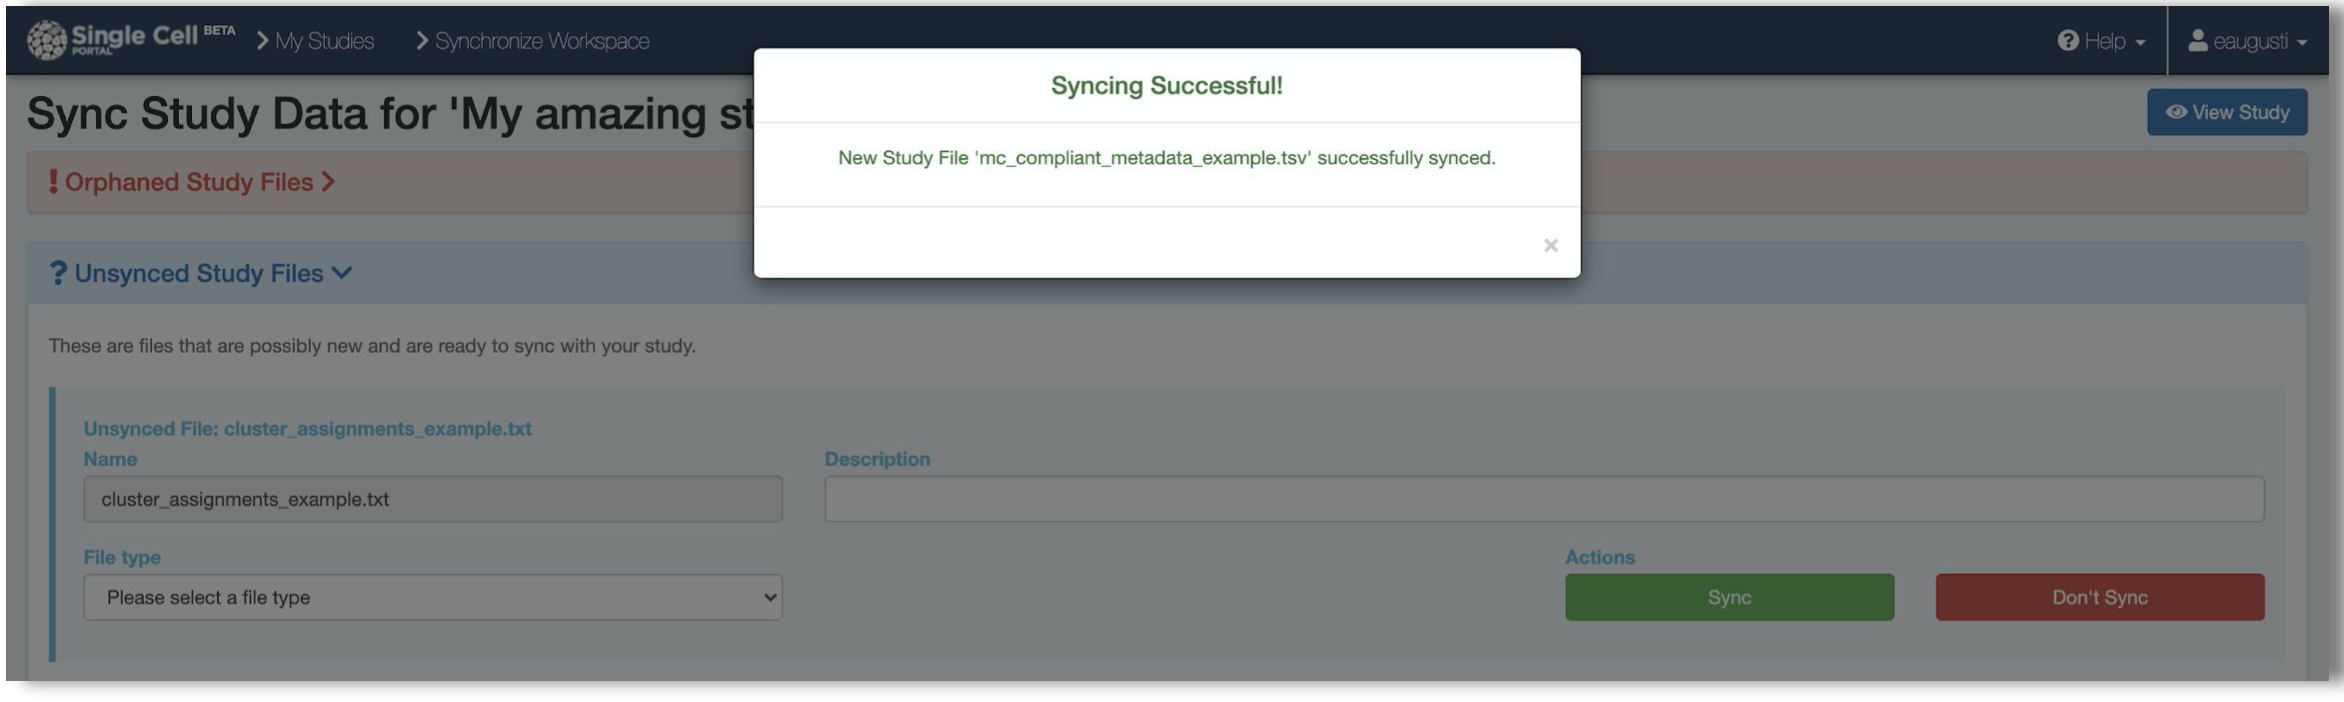 Single Cell BETA
PORTAL
My Studies
Synchronize Workspace
Help
eaugusti
Syncing Successful!
New Study File 'mc_compliant_metadata_example.tsv' successfully synced.
×
Sync Study Data for 'My amazing st
View Study
! Orphaned Study Files
? Unsynced Study Files
These are files that are possibly new and are ready to sync with your study.
Unsynced File: cluster_assignments_example.txt
Name
Description
cluster_assignments_example.txt
File type
Actions
Please select a file type
Sync
Don't Sync